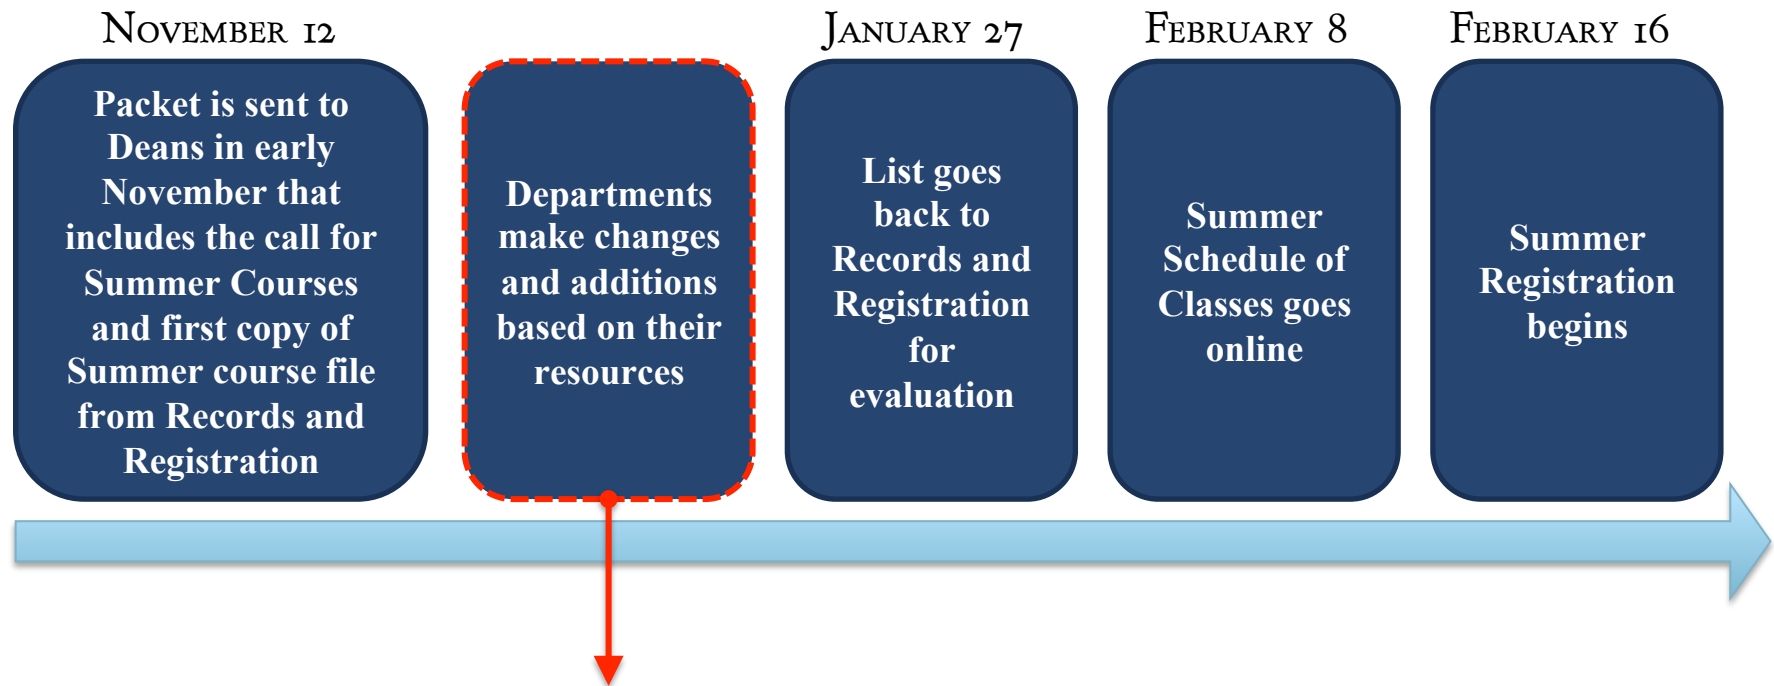 November 12
Packet is sent to
Deans in early
November that
includes the call for
Summer Courses
and first copy of
Summer course file
from Records and
Registration
Departments
make changes
and additions
based on their
resources
January 27
List goes
back to
Records and
Registration
for
evaluation
February 8
Summer
Schedule of
Classes goes
online
February 16
Summer
Registration
begins